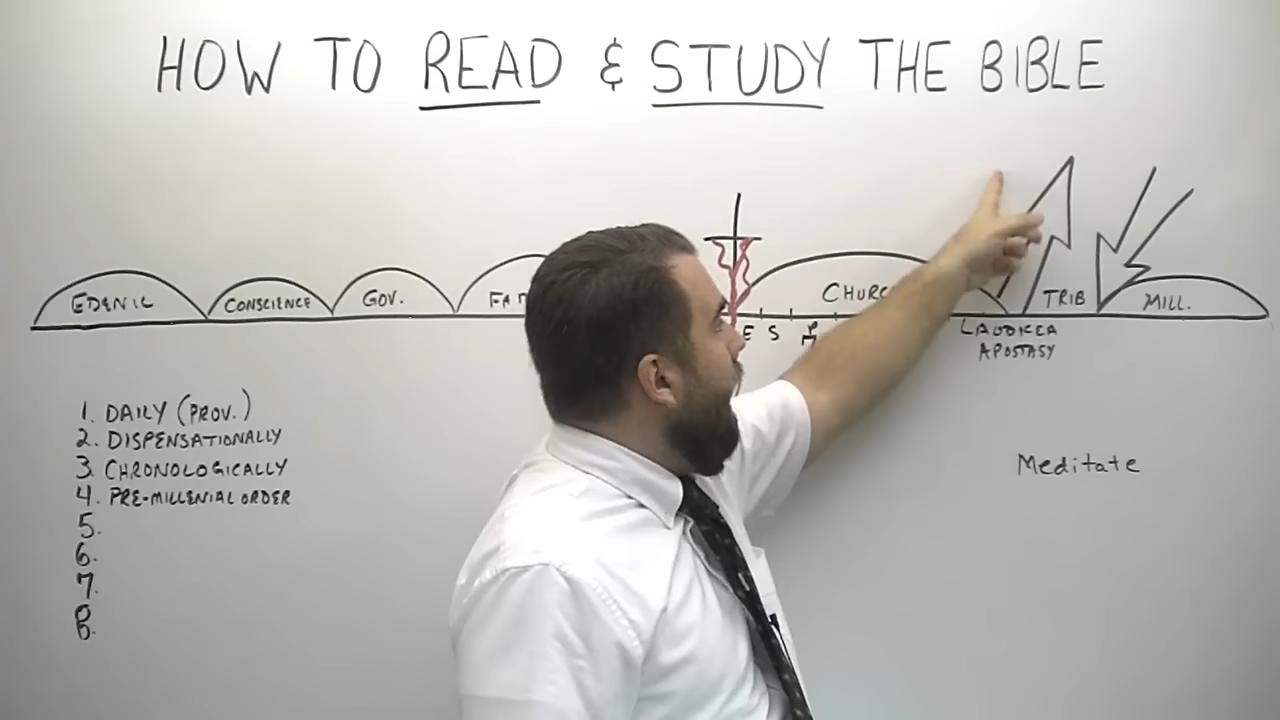 HOW TO READ & STUDY THE BIBLE
EDENIC CONSCIENCE GOV. TRIB MILL.
E S
LAODICEA
APOSTASY
1. DAILY (PROV.)
2. DISPENSATIONALLY
3. CHRONOLOGICALLY
4. PRE-MILLENIAL ORDER
5.
6.
7.
8.
Meditate